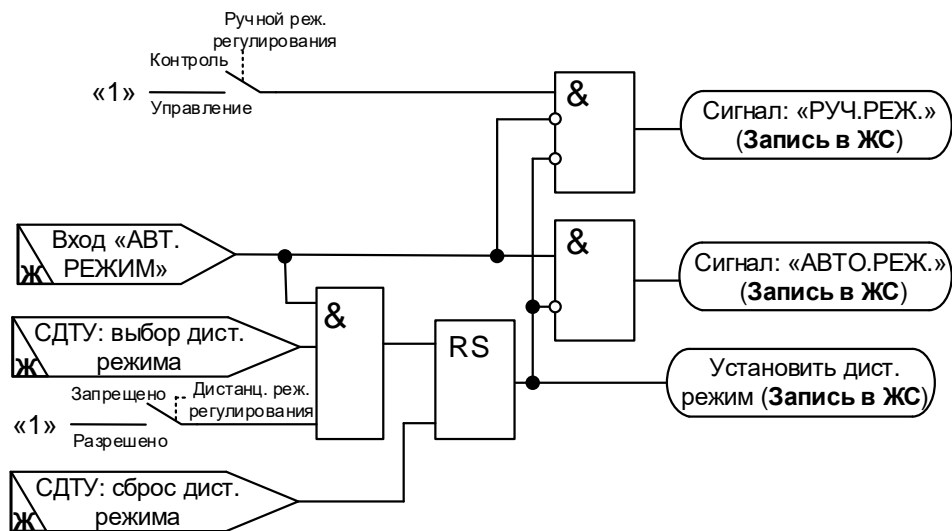 Ручной реж.
регулирования
Контроль
«1»
Управление
&
Сигнал: «РУЧ.РЕЖ.»
(Запись в ЖС)
Вход «АВТ.
РЕЖИМ»
Ж
&
Сигнал: «АВТО.РЕЖ.»
(Запись в ЖС)
СДТУ: выбор дист.
режима
Ж
&
RS
Установить дист.
режим (Запись в ЖС)
Запрещено
Дистанц. реж.
регулирования
«1»
Разрешено
СДТУ: сброс дист.
режима
Ж